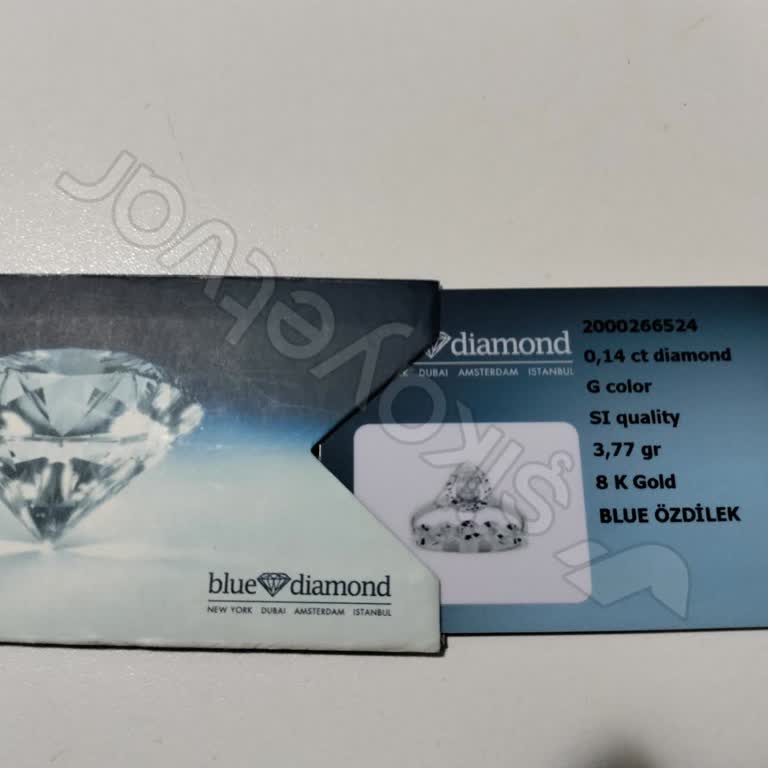 diamond
DUBAI AMSTERDAM ISTANBUL
2000266524
0,14 ct diamond
G color
SI quality
3,77 gr
8 K Gold
BLUE ÖZDİLEK
blue diamond
NEW YORK DUBAI AMSTERDAM ISTANBUL
şikayetvar